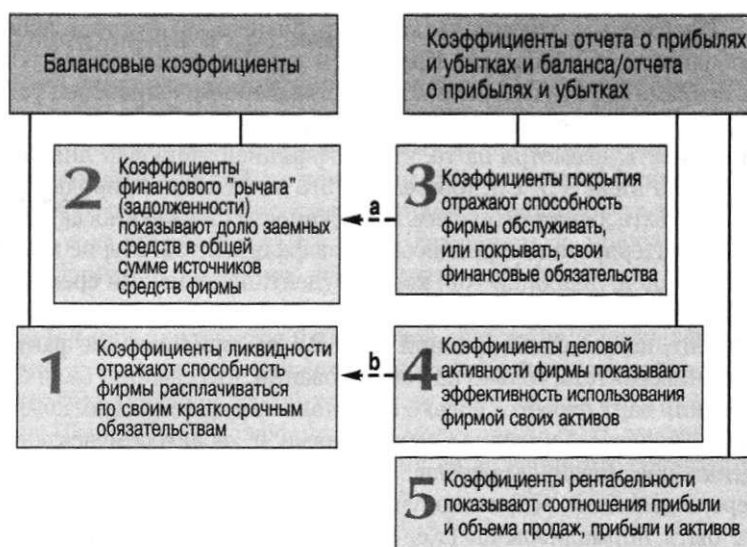 Балансовые коэффициенты
Коэффициенты отчета о прибылях
и убытках и баланса/отчета
о прибылях и убытках
2
Коэффициенты
финансового "рычага"
(задолженности)
показывают долю заемных
средств в общей
сумме источников
средств фирмы
a
3
Коэффициенты покрытия
отражают способность
фирмы обслуживать,
или покрывать, свои
финансовые обязательства
1
Коэффициенты ликвидности
отражают способность
фирмы расплачиваться
по своим краткосрочным
обязательствам
b
4
Коэффициенты деловой
активности фирмы показывают
эффективность использования
фирмой своих активов
5
Коэффициенты рентабельности
показывают соотношения прибыли
и объема продаж, прибыли и активов